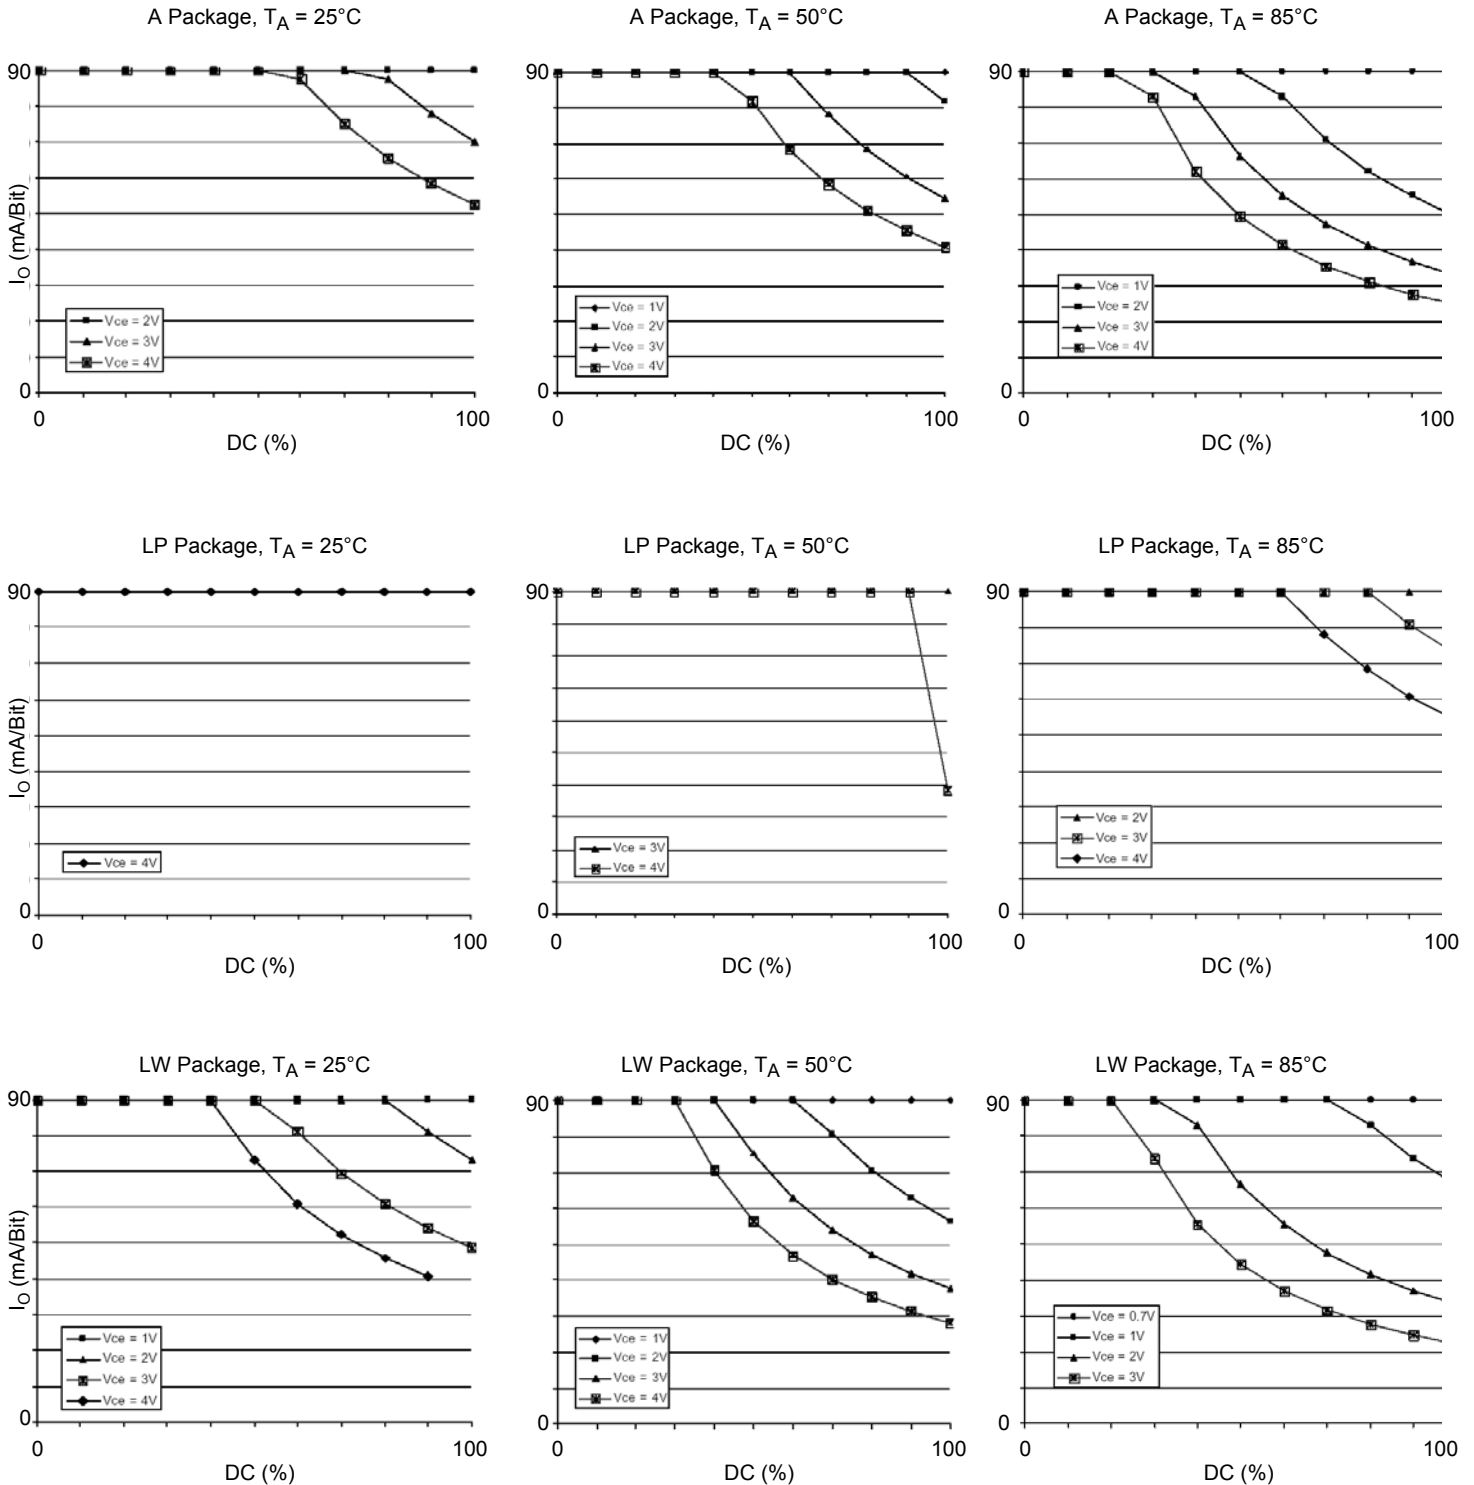 A Package, TA = 25°C
A Package, TA = 50°C
A Package, TA = 85°C
90
IO (mA/Bit)
Vce = 2V
Vce = 3V
Vce = 4V
0
0
100
DC (%)
90
Vce = 1V
Vce = 2V
Vce = 3V
Vce = 4V
0
0
100
DC (%)
90
Vce = 1V
Vce = 2V
Vce = 3V
Vce = 4V
0
0
100
DC (%)
LP Package, TA = 25°C
LP Package, TA = 50°C
LP Package, TA = 85°C
90
IO (mA/Bit)
Vce = 4V
0
0
100
DC (%)
90
Vce = 3V
Vce = 4V
0
0
100
DC (%)
90
Vce = 2V
Vce = 3V
Vce = 4V
0
0
100
DC (%)
LW Package, TA = 25°C
LW Package, TA = 50°C
LW Package, TA = 85°C
90
IO (mA/Bit)
Vce = 1V
Vce = 2V
Vce = 3V
Vce = 4V
0
0
100
DC (%)
90
Vce = 1V
Vce = 2V
Vce = 3V
Vce = 4V
0
0
100
DC (%)
90
Vce = 0.7V
Vce = 1V
Vce = 2V
Vce = 3V
0
0
100
DC (%)